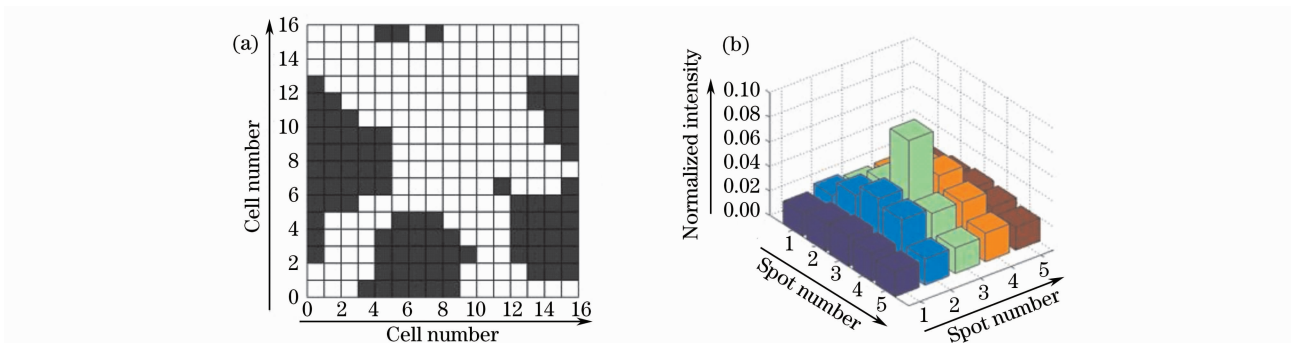 (a)
Cell number
16
14
12
10
8
6
4
2
0
0 2 4 6 8 10 12 14 16
Cell number
(b)
Normalized intensity
0.10
0.08
0.06
0.04
0.02
0.00
1 2 3 4 5
Spot number
1 2 3 4 5
Spot number